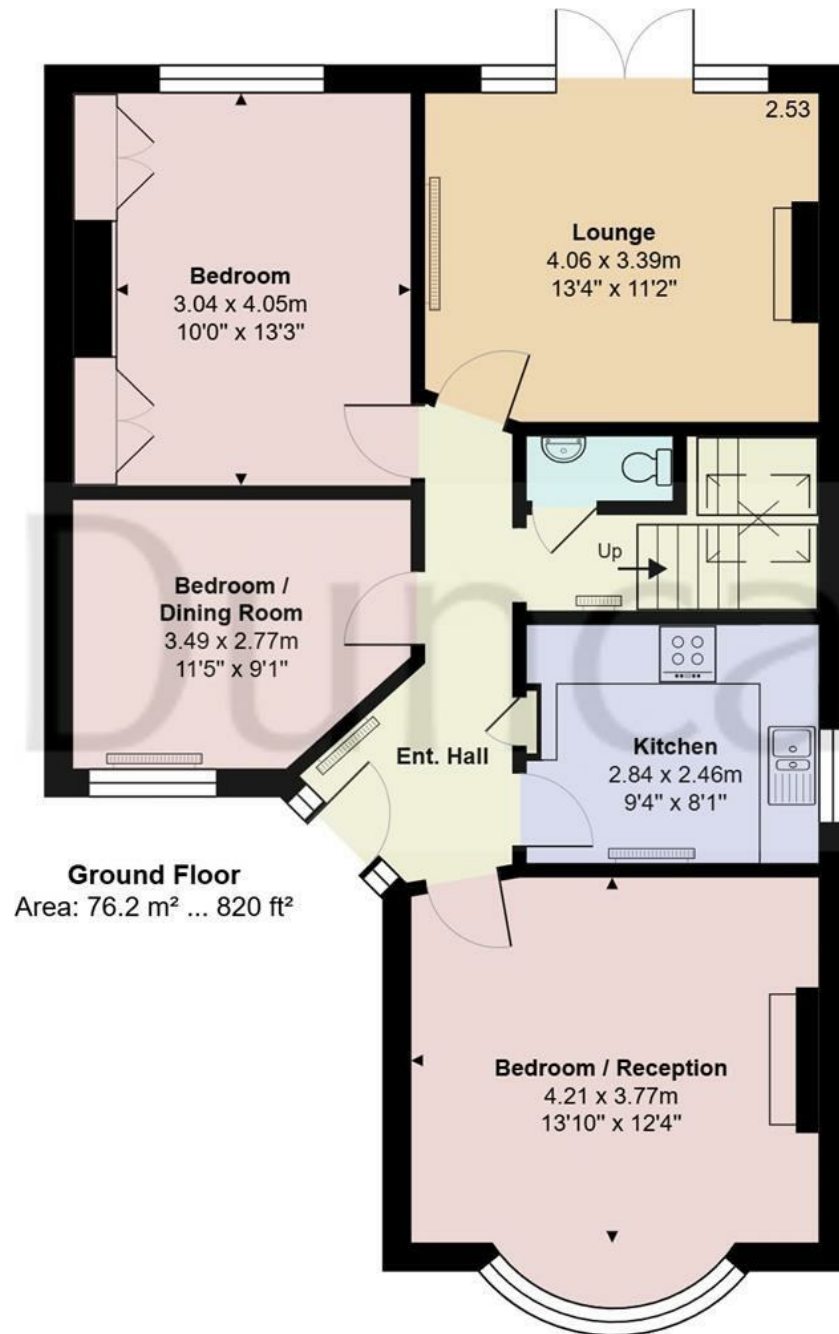 2.53
Lounge
4.06 x 3.39m
13'4" x 11'2"
Bedroom
3.04 x 4.05m
10'0" x 13'3"
Up
Bedroom /
Dining Room
3.49 x 2.77m
11'5" x 9'1"
Ent. Hall
Kitchen
2.84 x 2.46m
9'4" x 8'1"
Ground Floor
Area: 76.2 m² ... 820 ft²
Bedroom / Reception
4.21 x 3.77m
13'10" x 12'4"
Dunca